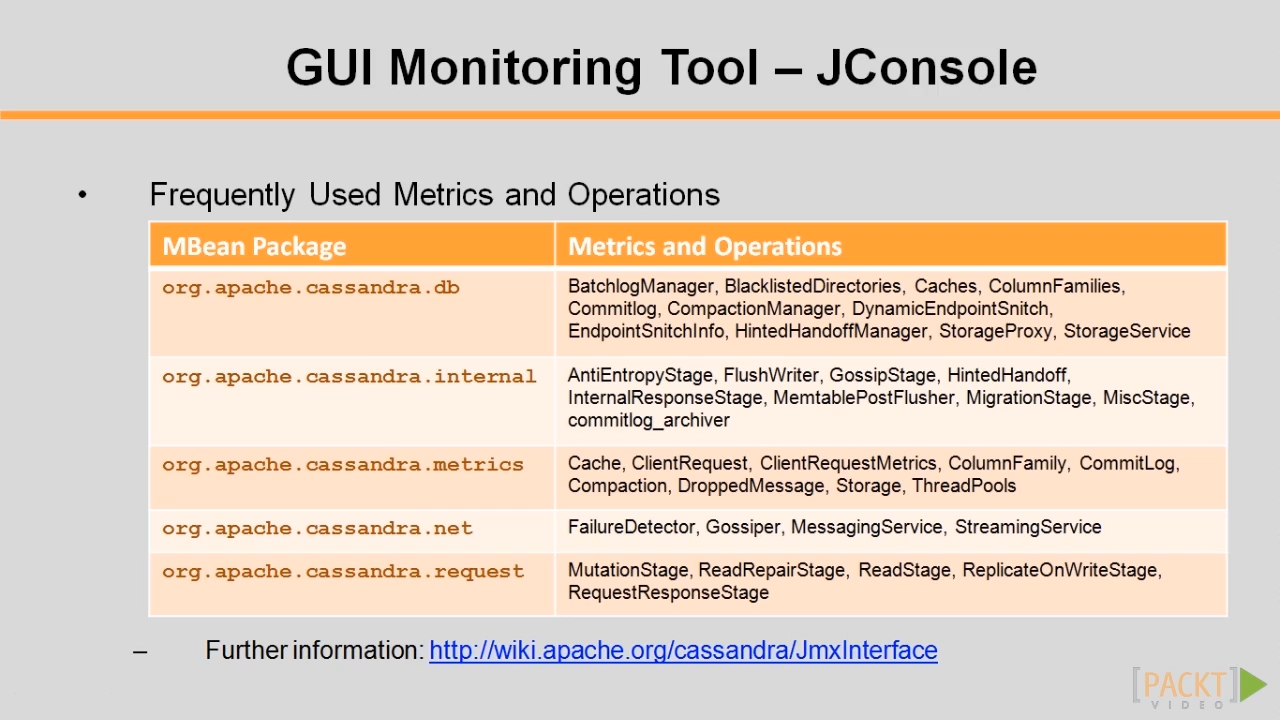 GUI Monitoring Tool – JConsole
• Frequently Used Metrics and Operations
MBean Package
Metrics and Operations
org.apache.cassandra.db
BatchlogManager, BlacklistedDirectories, Caches, ColumnFamilies,
Commitlog, CompactionManager, DynamicEndpointSnitch,
EndpointSnitchInfo, HintedHandoffManager, StorageProxy, StorageService
org.apache.cassandra.internal
AntiEntropyStage, FlushWriter, GossipStage, HintedHandoff,
InternalResponseStage, MemtablePostFlusher, MigrationStage, MiscStage,
commitlog_archiver
org.apache.cassandra.metrics
Cache, ClientRequest, ClientRequestMetrics, ColumnFamily, CommitLog,
Compaction, DroppedMessage, Storage, ThreadPools
org.apache.cassandra.net
FailureDetector, Gossiper, MessagingService, StreamingService
org.apache.cassandra.request
MutationStage, ReadRepairStage, ReadStage, ReplicateOnWriteStage,
RequestResponseStage
– Further information: http://wiki.apache.org/cassandra/JmxInterface
[PACKT]
VIDEO